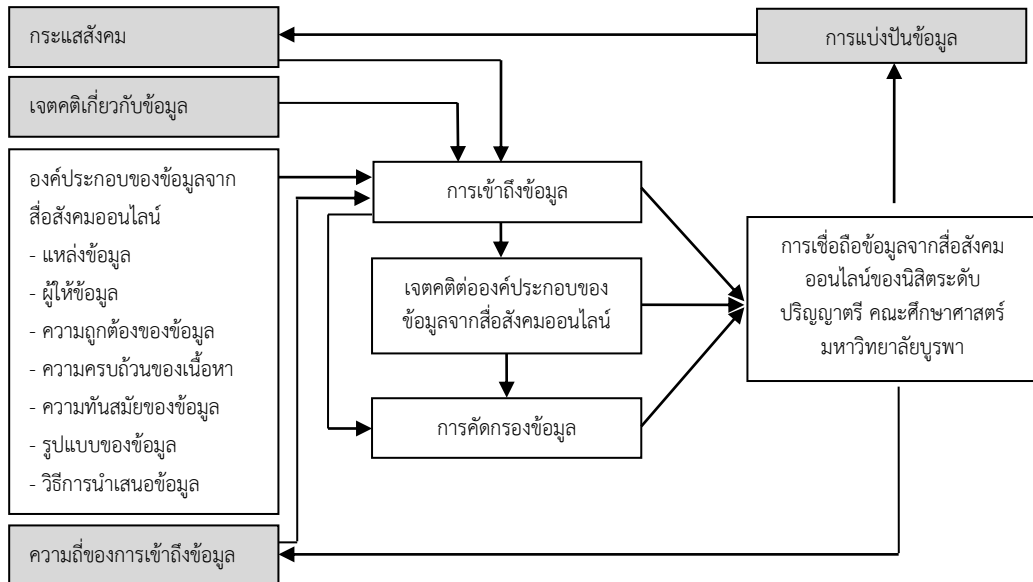 กระแสสังคม
การแบ่งปันข้อมูล
เจตคติเกี่ยวกับข้อมูล
องค์ประกอบของข้อมูลจาก
สื่อสังคมออนไลน์
- แหล่งข้อมูล
- ผู้ให้ข้อมูล
- ความถูกต้องของข้อมูล
- ความครบถ้วนของเนื้อหา
- ความทันสมัยของข้อมูล
- รูปแบบของข้อมูล
- วิธีการนำเสนอข้อมูล
ความถี่ของการเข้าถึงข้อมูล
การเข้าถึงข้อมูล
เจตคติต่อองค์ประกอบของ
ข้อมูลจากสื่อสังคมออนไลน์
การคัดกรองข้อมูล
การเชื่อถือข้อมูลจากสื่อสังคม
ออนไลน์ของนิสิตระดับ
ปริญญาตรี คณะศึกษาศาสตร์
มหาวิทยาลัยบูรพา